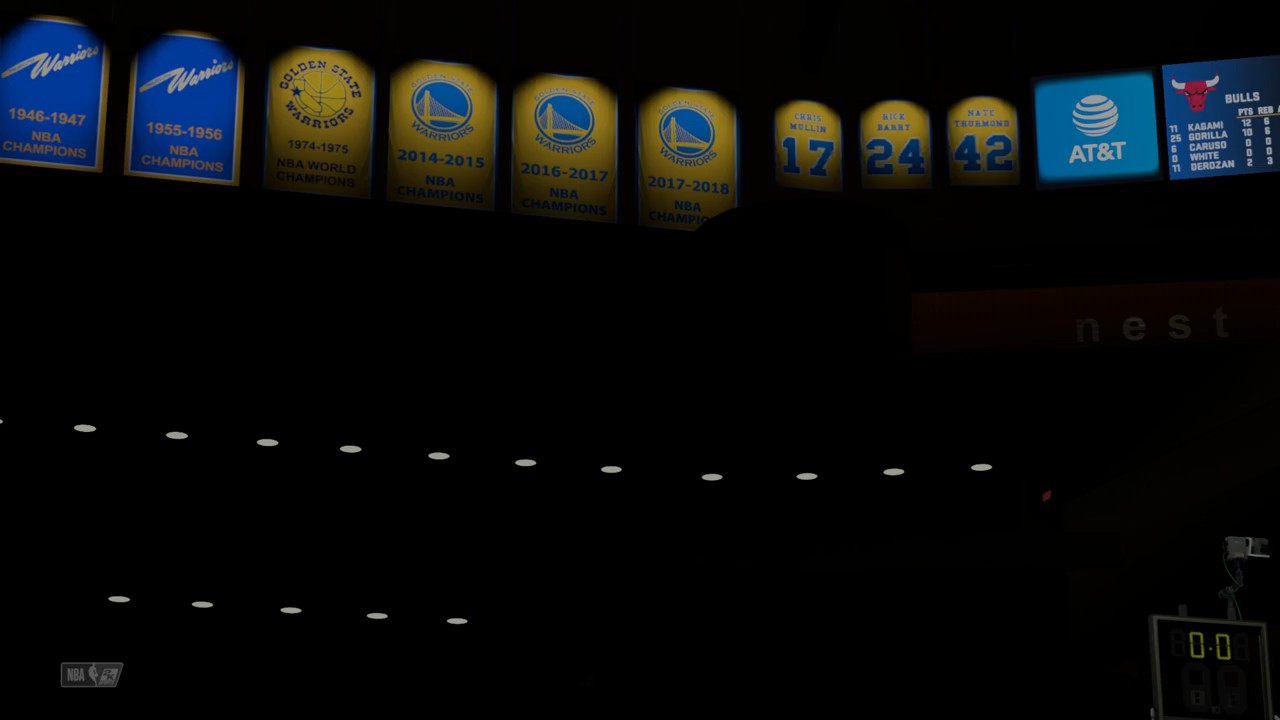 Warriors
1946-1947
NBA
CHAMPIONS
Warriors
1955-1956
NBA
CHAMPIONS
GOLDEN STATE
WARRIORS
1974-1975
NBA WORLD
CHAMPIONS
GOLDEN STATE
WARRIORS
2014-2015
NBA
CHAMPIONS
GOLDEN STATE
WARRIORS
2016-2017
NBA
CHAMPIONS
GOLDEN STATE
WARRIORS
2017-2018
NBA
CHAMPIO
CHRIS
MULLIN
17
RICK
BARRY
24
NATE
THURMOND
42
AT&T
BULLS
PTS REB
11 KAGAMI 12 6
25 GORILLA 10 6
6 CARUSO 0 0
0 WHITE 0 0
11 DEROZAN 2 3
nest
0.0
NBA 2K